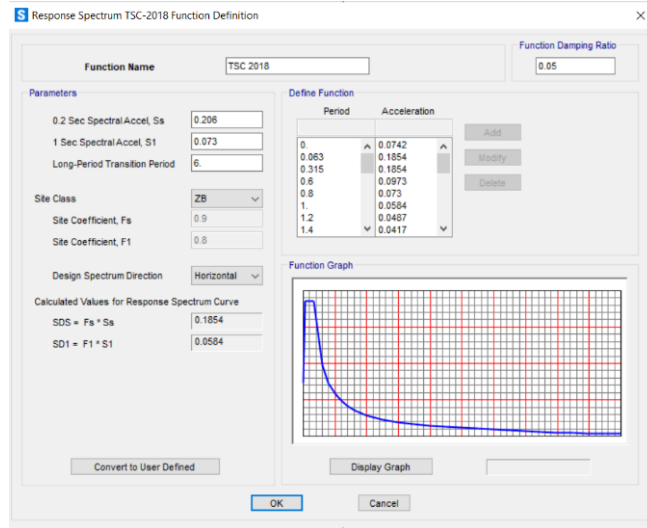 S Response Spectrum TSC-2018 Function Definition
Function Name
TSC 2018
Function Damping Ratio
0.05
Parameters
0.2 Sec Spectral Accel, Ss
0.206
1 Sec Spectral Accel, S1
0.073
Long-Period Transition Period
6.
Site Class
ZB
Site Coefficient, Fs
0.9
Site Coefficient, F1
0.8
Design Spectrum Direction
Horizontal
Calculated Values for Response Spectrum Curve
SDS = Fs * Ss
0.1854
SD1 = F1 * S1
0.0584
Convert to User Defined
Define Function
Period Acceleration
0. 0.0742
0.063 0.1854
0.315 0.1854
0.6 0.0973
0.8 0.073
1. 0.0584
1.2 0.0487
1.4 0.0417
Add
Modify
Delete
Function Graph
Display Graph
OK
Cancel